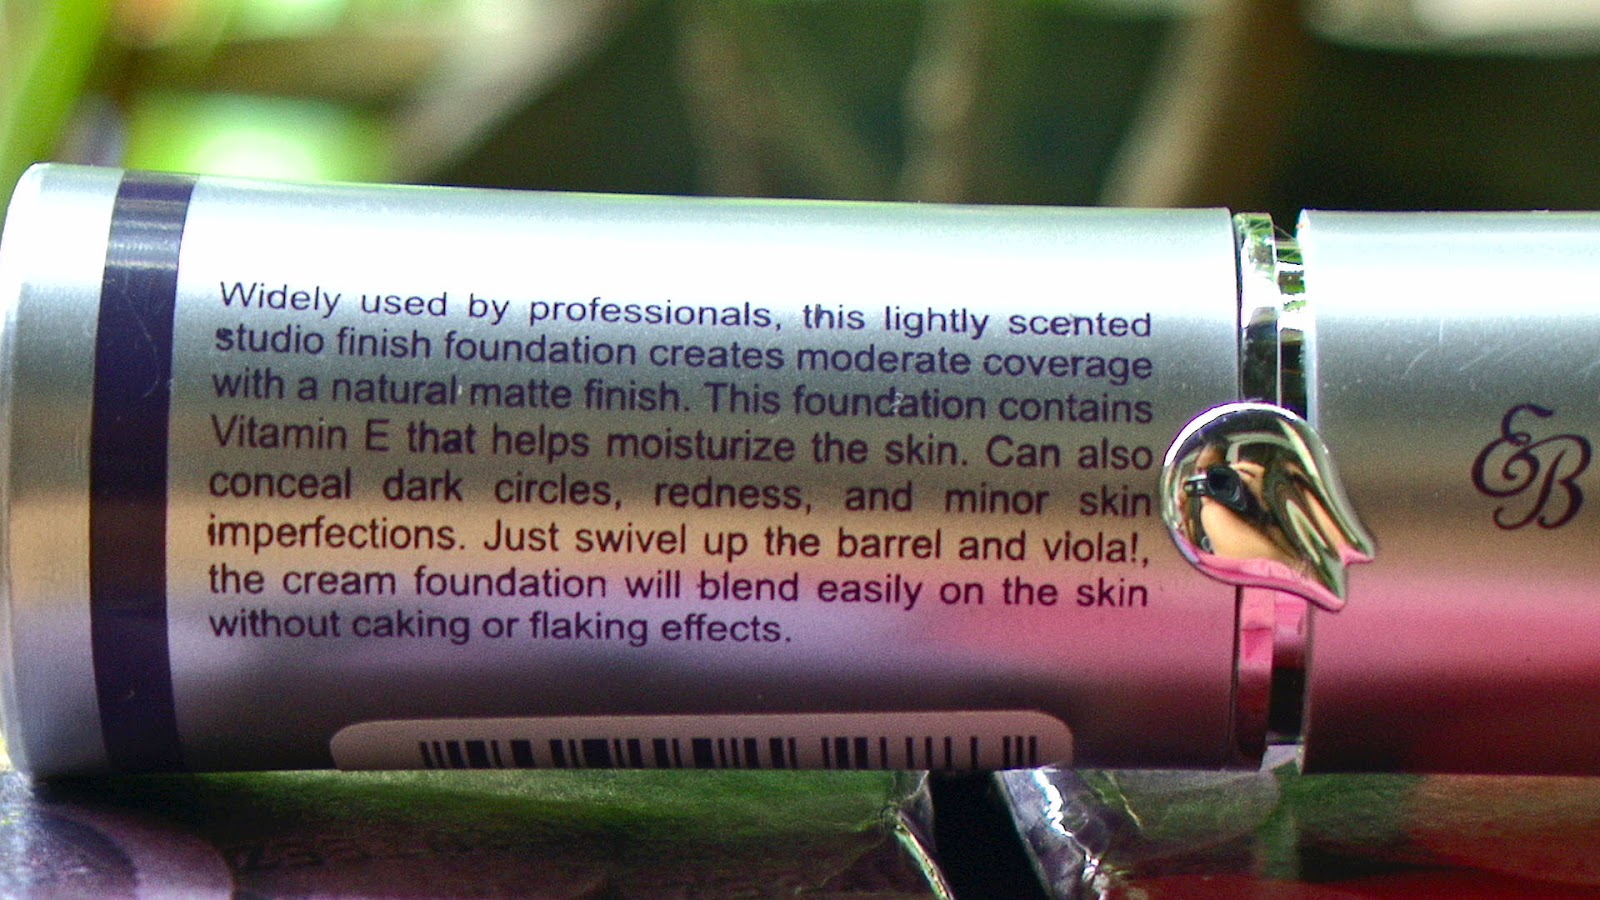 Widely used by professionals, this lightly scented
studio finish foundation creates moderate coverage
with a natural matte finish. This foundation contains
Vitamin E that helps moisturize the skin. Can also
conceal dark circles, redness, and minor skin
imperfections. Just swivel up the barrel and viola!,
the cream foundation will blend easily on the skin
without caking or flaking effects.
EB